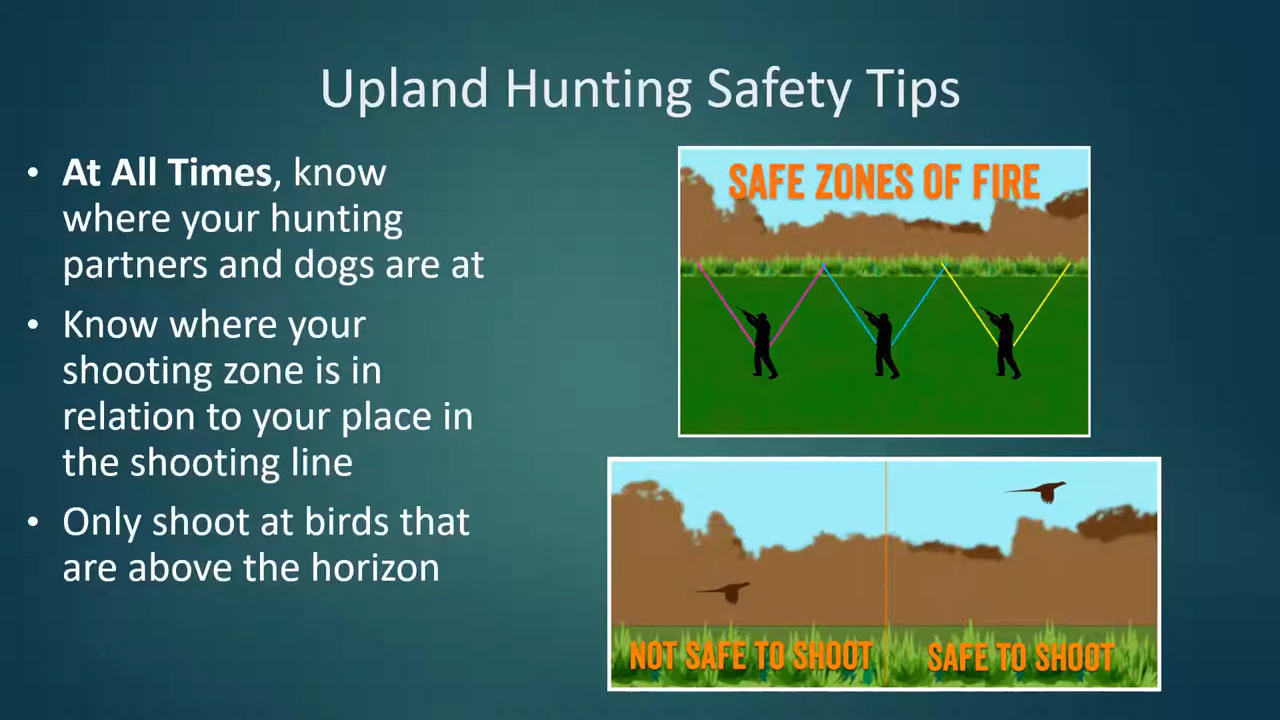 Upland Hunting Safety Tips
• At All Times, know
where your hunting
partners and dogs are at
• Know where your
shooting zone is in
relation to your place in
the shooting line
• Only shoot at birds that
are above the horizon
SAFE ZONES OF FIRE
NOT SAFE TO SHOOT
SAFE TO SHOOT